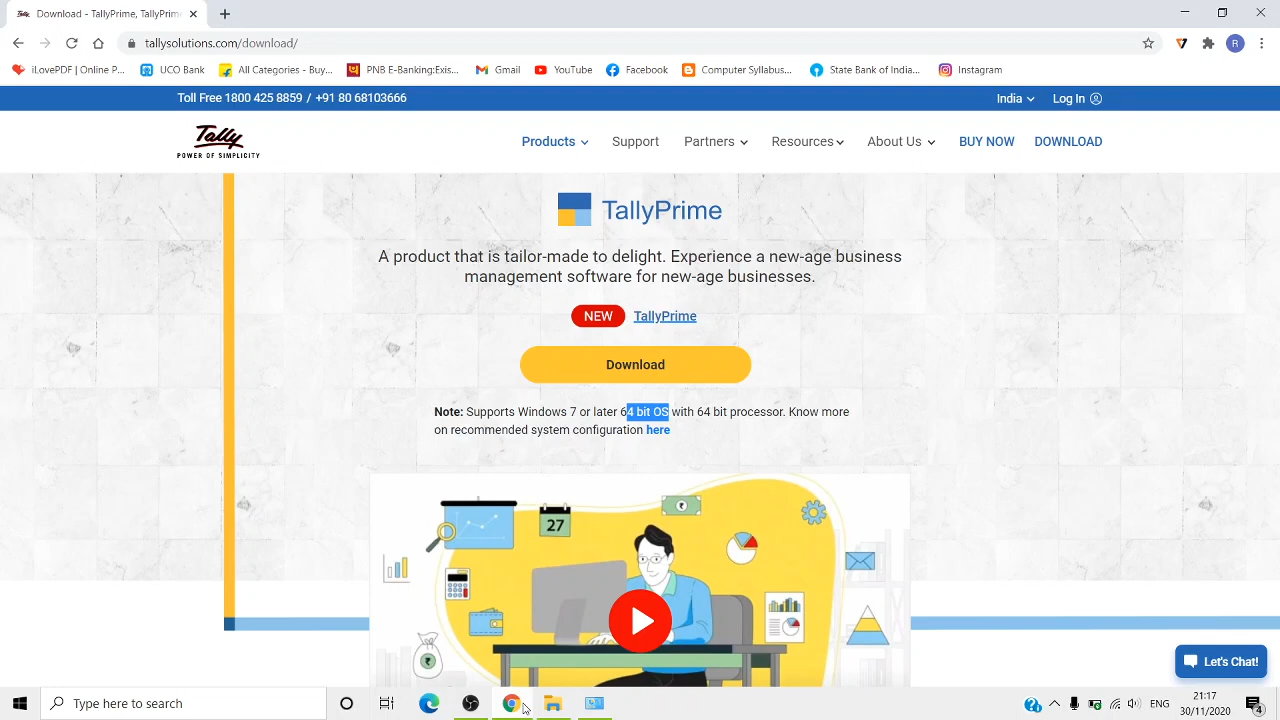 Download - TallyPrime, TallyPrim
tallysolutions.com/download/
R
iLovePDF | Online P...
UCO Bank
All Categories - Buy...
PNB E-Banking:Exis...
Gmail
YouTube
Facebook
Computer Syllabus...
State Bank of India...
Instagram
Toll Free 1800 425 8859 / +91 80 68103666
India
Log In
Tally
POWER OF SIMPLICITY
Products
Support
Partners
Resources
About Us
BUY NOW
DOWNLOAD
TallyPrime
A product that is tailor-made to delight. Experience a new-age business
management software for new-age businesses.
NEW TallyPrime
Download
Note: Supports Windows 7 or later 64 bit OS with 64 bit processor. Know more
on recommended system configuration here
27
Let's Chat!
Type here to search
ENG
21:17
30/11/2020
4